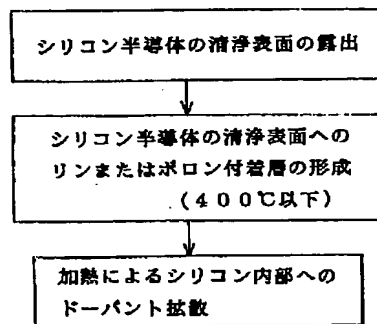 シリコン半導体の清浄表面の露出
シリコン半導体の清浄表面への
リンまたはボロン付着層の形成
(400℃以下)
加熱によるシリコン内部への
ドーパント拡散